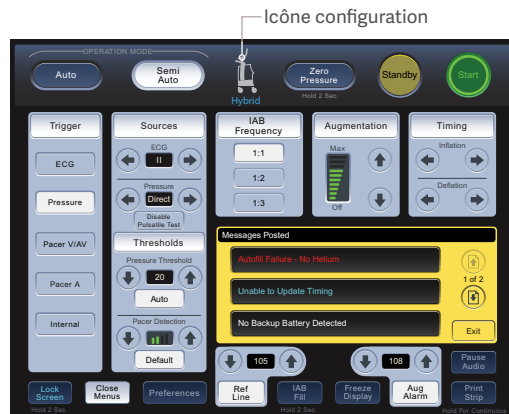 Icône configuration
OPERATION MODE
Auto
Semi
Auto
Hybrid
Zero
Pressure
Hold 2 Sec.
Standby
Start
Trigger
ECG
Pressure
Pacer V/AV
Pacer A
Internal
Sources
ECG
II
Pressure
Direct
Disable
Pulsatile Test
Thresholds
Pressure Threshold
20
Auto
Pacer Detection
Default
IAB
Frequency
1:1
1:2
1:3
Augmentation
Max
Off
Timing
Inflation
Deflation
Messages Posted
Autofill Failure - No Helium
Unable to Update Timing
No Backup Battery Detected
1 of 2
Exit
105
108
Pause
Audio
Lock
Screen
Hold 2 Sec.
Close
Menus
Preferences
Ref
Line
IAB
Fill
Hold 2 Sec.
Freeze
Display
Aug
Alarm
Print
Strip
Hold For Continuous